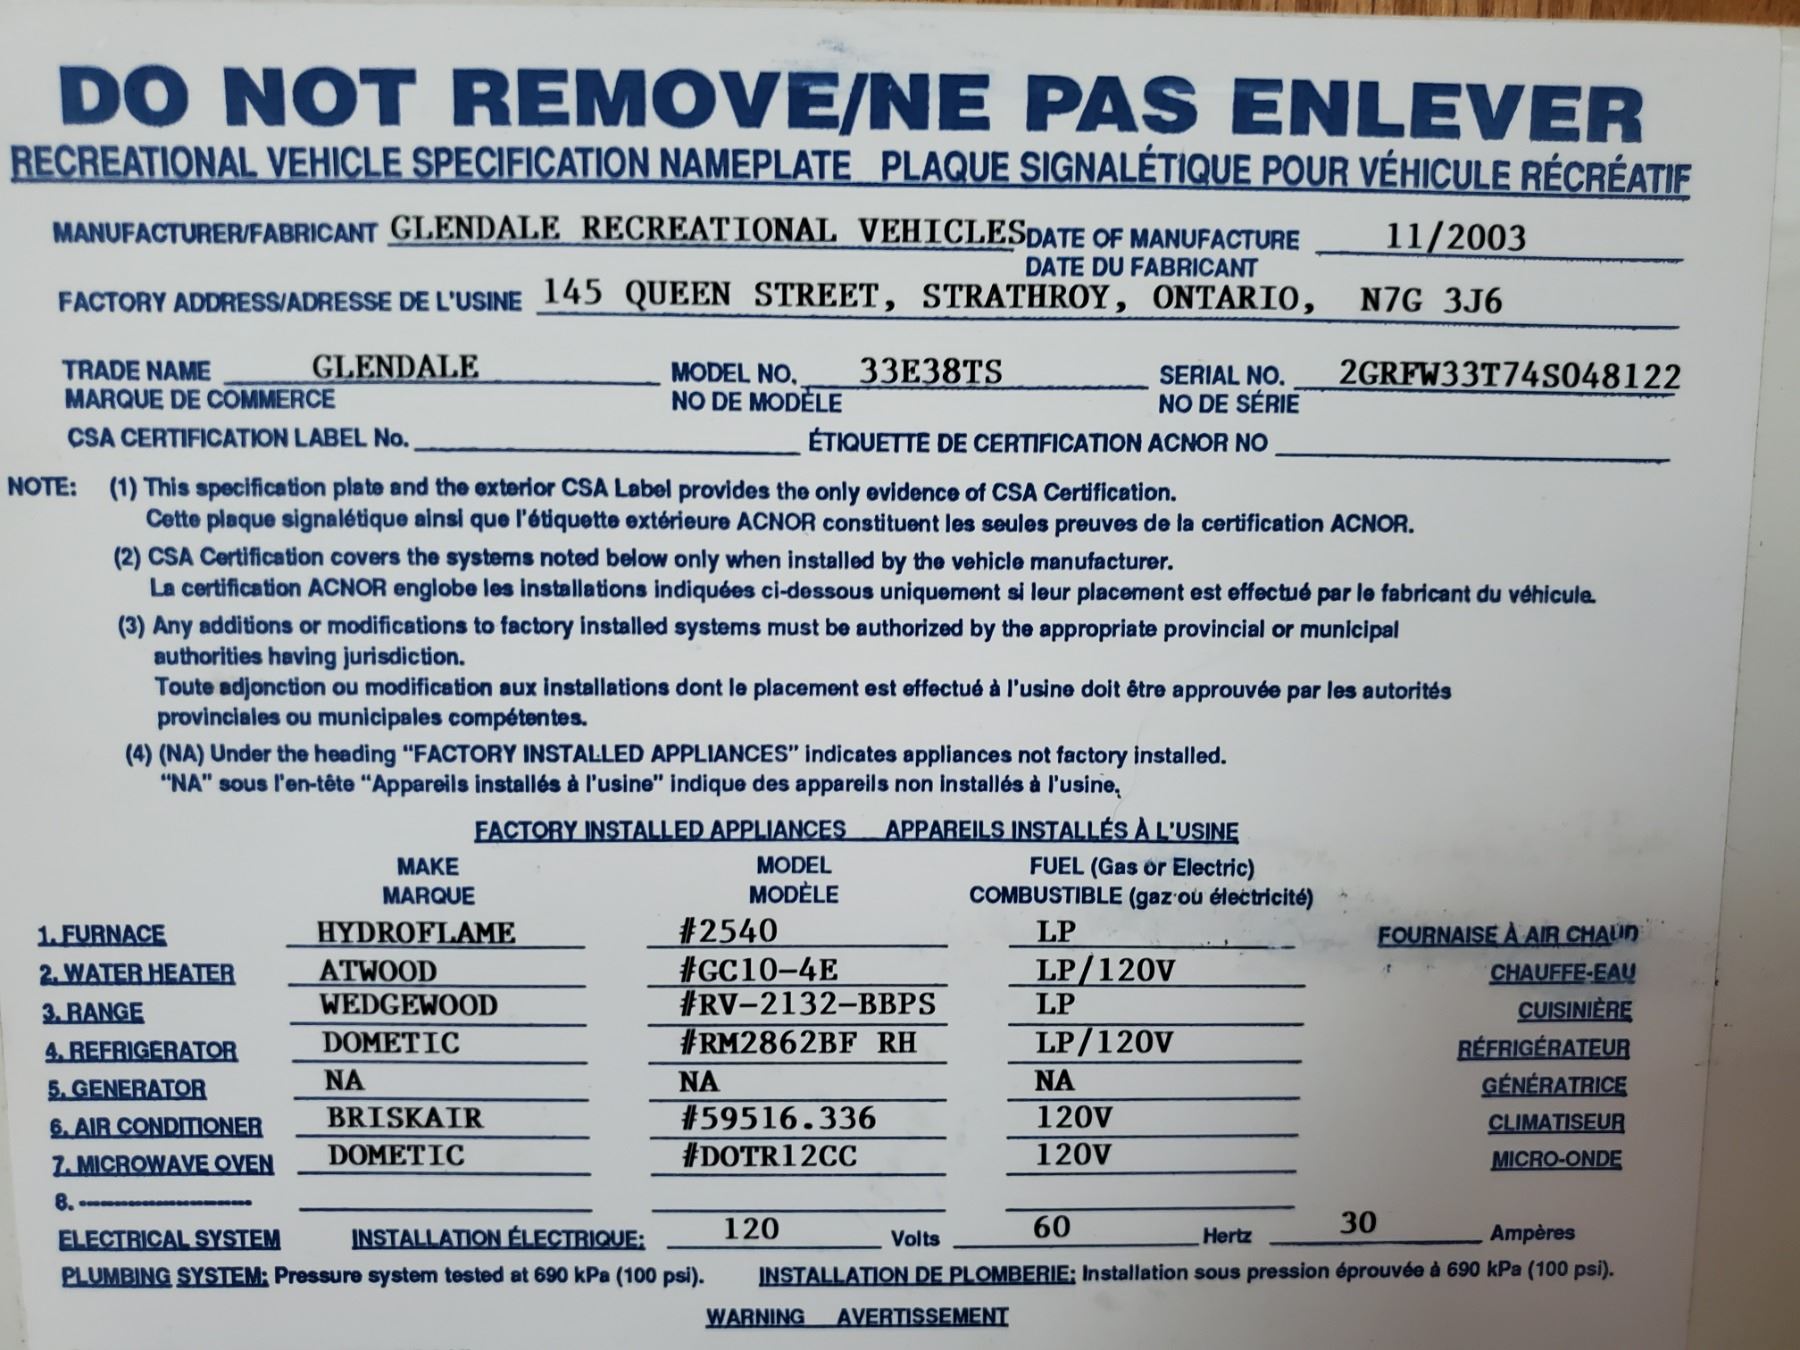 DO NOT REMOVE/NE PAS ENLEVER
RECREATIONAL VEHICLE SPECIFICATION NAMEPLATE PLAQUE SIGNALÉTIQUE POUR VÉHICULE RÉCRÉATIF
MANUFACTURER/FABRICANT GLENDALE RECREATIONAL VEHICLES DATE OF MANUFACTURE 11/2003
DATE DU FABRICANT
FACTORY ADDRESS/ADRESSE DE L'USINE 145 QUEEN STREET, STRATHROY, ONTARIO, N7G 3J6
TRADE NAME GLENDALE MODEL NO. 33E38TS SERIAL NO. 2GRFW33T74S048122
MARQUE DE COMMERCE NO DE MODÈLE NO DE SÉRIE
CSA CERTIFICATION LABEL No. ÉTIQUETTE DE CERTIFICATION ACNOR NO
NOTE: (1) This specification plate and the exterior CSA Label provides the only evidence of CSA Certification.
Cette plaque signalétique ainsi que l'étiquette extérieure ACNOR constituent les seules preuves de la certification ACNOR.
(2) CSA Certification covers the systems noted below only when installed by the vehicle manufacturer.
La certification ACNOR englobe les installations indiquées ci-dessous uniquement si leur placement est effectué par le fabricant du véhicule.
(3) Any additions or modifications to factory installed systems must be authorized by the appropriate provincial or municipal
authorities having jurisdiction.
Toute adjonction ou modification aux installations dont le placement est effectué à l'usine doit être approuvée par les autorités
provinciales ou municipales compétentes.
(4) (NA) Under the heading “FACTORY INSTALLED APPLIANCES” indicates appliances not factory installed.
“NA” sous l'en-tête “Appareils installés à l'usine” indique des appareils non installés à l'usine.
FACTORY INSTALLED APPLIANCES APPAREILS INSTALLÉS À L'USINE
MAKE MODEL FUEL (Gas or Electric)
MARQUE MODÈLE COMBUSTIBLE (gaz ou électricité)
1. FURNACE HYDROFLAME #2540 LP FOURNAISE À AIR CHAUD
2. WATER HEATER ATWOOD #GC10-4E LP/120V CHAUFFE-EAU
3. RANGE WEDGEWOOD #RV-2132-BBPS LP CUISINIÈRE
4. REFRIGERATOR DOMETIC #RM2862BF RH LP/120V RÉFRIGÉRATEUR
5. GENERATOR NA NA NA GÉNÉRATRICE
6. AIR CONDITIONER BRISKAIR #59516.336 120V CLIMATISEUR
7. MICROWAVE OVEN DOMETIC #DOTR12CC 120V MICRO-ONDE
8.
ELECTRICAL SYSTEM INSTALLATION ÉLECTRIQUE: 120 Volts 60 Hertz 30 Ampères
PLUMBING SYSTEM: Pressure system tested at 690 kPa (100 psi). INSTALLATION DE PLOMBERIE: Installation sous pression éprouvée à 690 kPa (100 psi).
WARNING AVERTISSEMENT